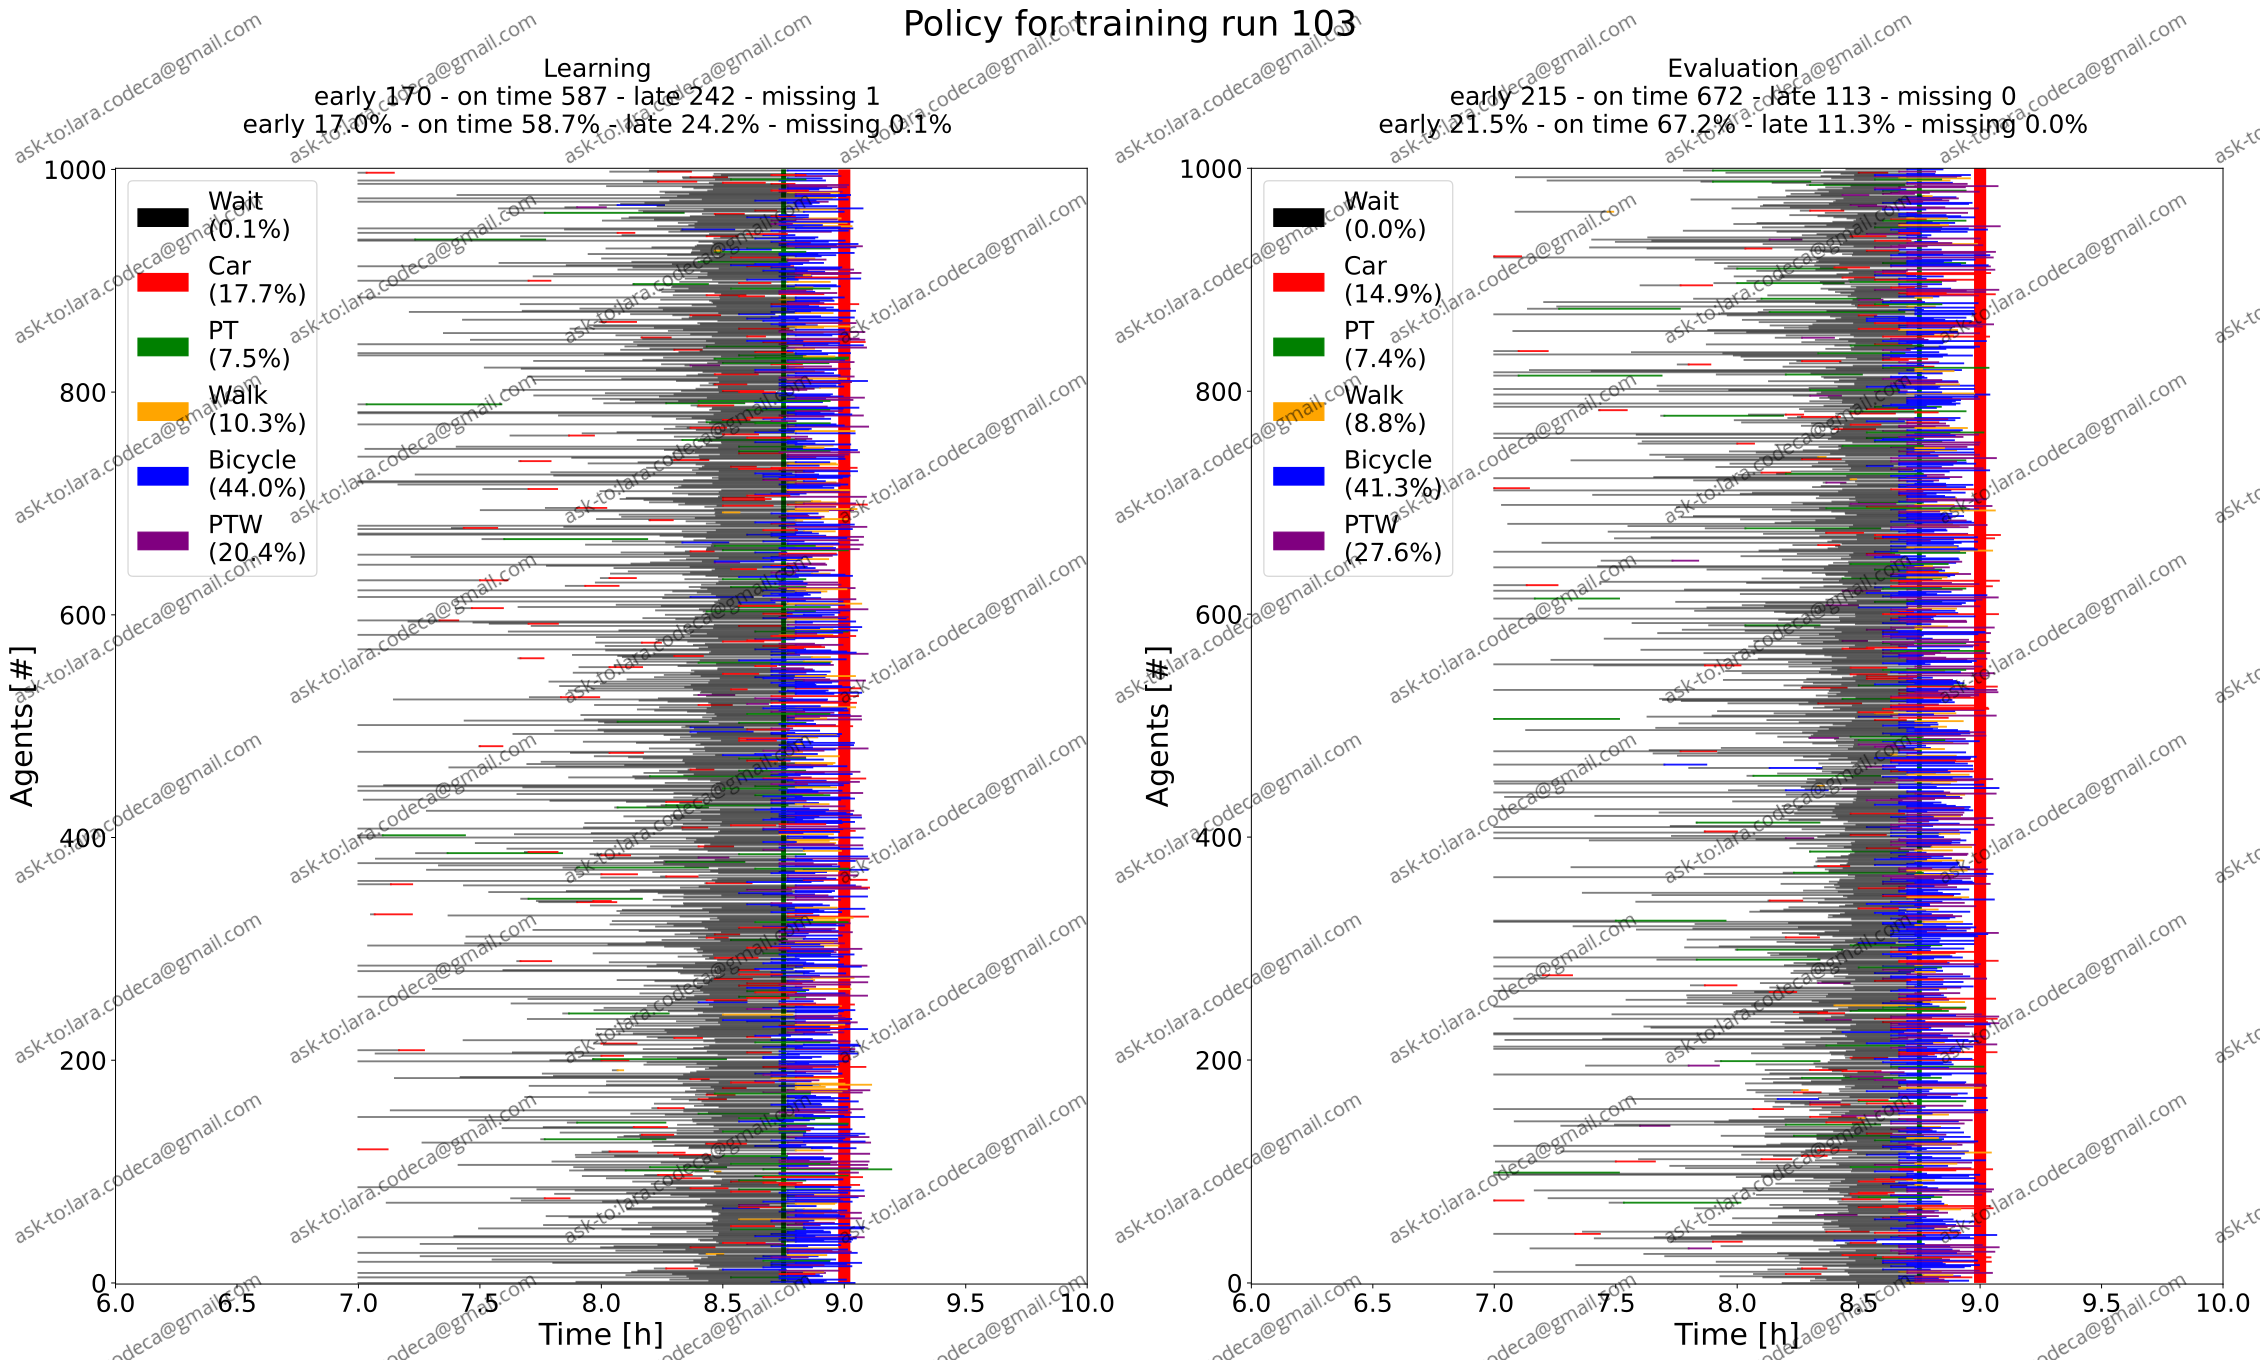 Policy for training run 103
Learning
early 170 - on time 587 - late 242 - missing 1
early 17.0% - on time 58.7% - late 24.2% - missing 0.1%
1000
800
600
400
200
0
Agents [#]
Wait
(0.1%)
Car
(17.7%)
PT
(7.5%)
Walk
(10.3%)
Bicycle
(44.0%)
PTW
(20.4%)
6.0 6.5 7.0 7.5 8.0 8.5 9.0 9.5 10.0
Time [h]
Evaluation
early 215 - on time 672 - late 113 - missing 0
early 21.5% - on time 67.2% - late 11.3% - missing 0.0%
1000
800
600
400
200
0
Agents [#]
Wait
(0.0%)
Car
(14.9%)
PT
(7.4%)
Walk
(8.8%)
Bicycle
(41.3%)
PTW
(27.6%)
6.0 6.5 7.0 7.5 8.0 8.5 9.0 9.5 10.0
Time [h]
ask-to:lara.codeca@gmail.com